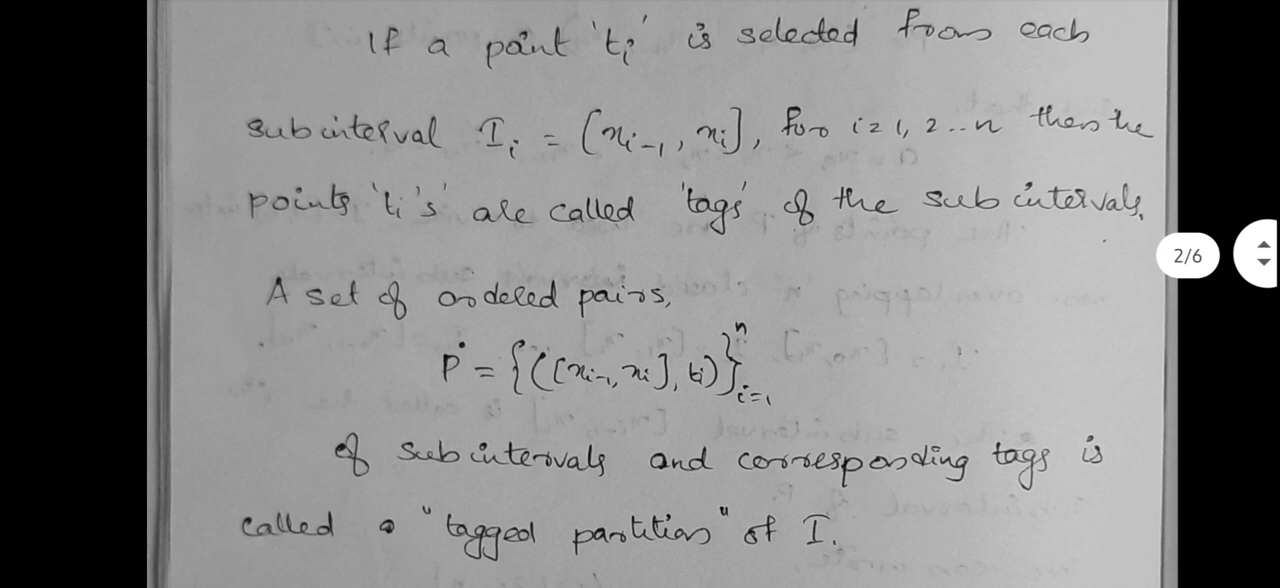 If a point 'ti' is selected from each
subinterval Ii = [xi-1, xi], for i=1, 2...n then the
points 'ti's' are called 'tags' of the subintervals.
A set of ordered pairs,
Ṗ = {([xi-1, xi], ti)}ⁿi=1
of subintervals and corresponding tags is
called a "tagged partition" of I.
2/6